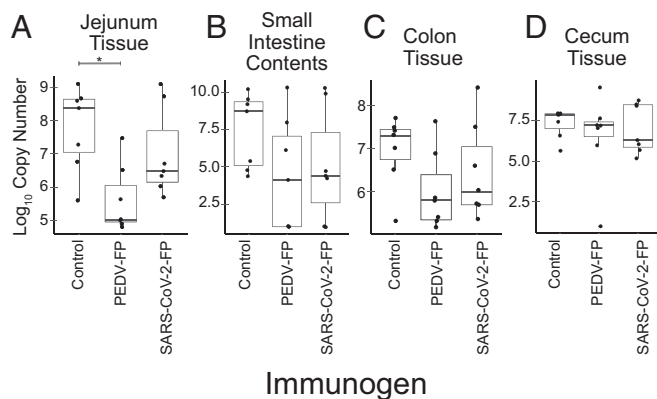 A
Jejunum
Tissue
B
Small
Intestine
Contents
C
Colon
Tissue
D
Cecum
Tissue
Log10 Copy Number
*
9
8
7
6
5
Control
PEDV-FP
SARS-CoV-2-FP
10.0
7.5
5.0
2.5
Control
PEDV-FP
SARS-CoV-2-FP
8
7
6
Control
PEDV-FP
SARS-CoV-2-FP
7.5
5.0
2.5
Control
PEDV-FP
SARS-CoV-2-FP
Immunogen